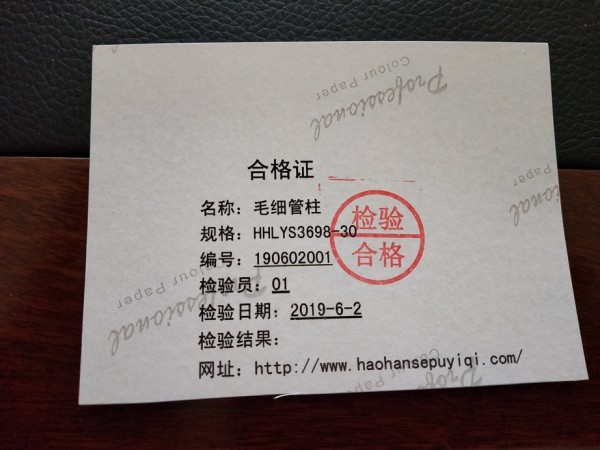 Professional
Colour Paper
合格证
Professional
名称：毛细管柱
规格：HHLYS3698-30
检验
合格
编号：190602001
检验员：01
检验日期：2019-6-2
Professional
Colour Paper
检验结果：
网址：http://www.haohansepuyiqi.com/